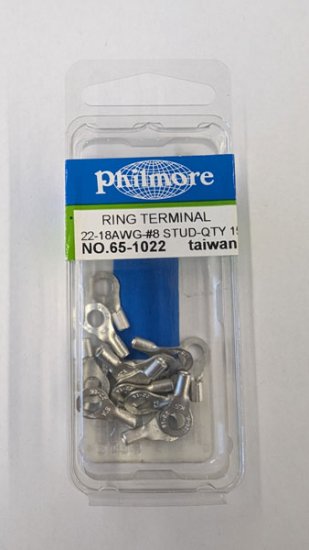 Philmore
RING TERMINAL
22-18AWG-#8 STUD-QTY 15
NO.65-1022 taiwan